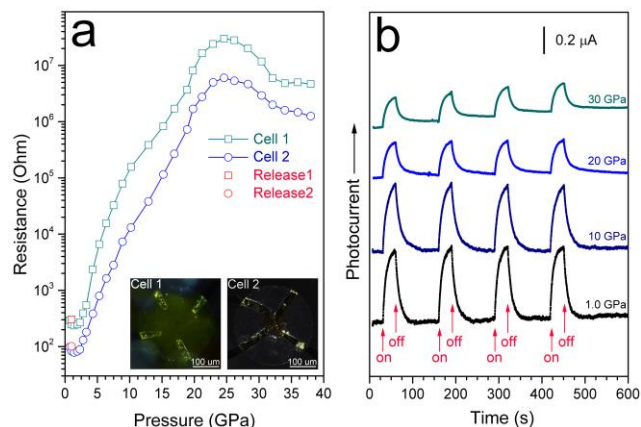 a
Resistance (Ohm)
10⁷
10⁶
10⁵
10⁴
10³
10²
Cell 1
Cell 2
Release1
Release2
Cell 1
100 µm
Cell 2
100 µm
0 5 10 15 20 25 30 35 40
Pressure (GPa)
b
0.2 µA
Photocurrent
30 GPa
20 GPa
10 GPa
1.0 GPa
on off on off on off on off
0 100 200 300 400 500 600
Time (s)